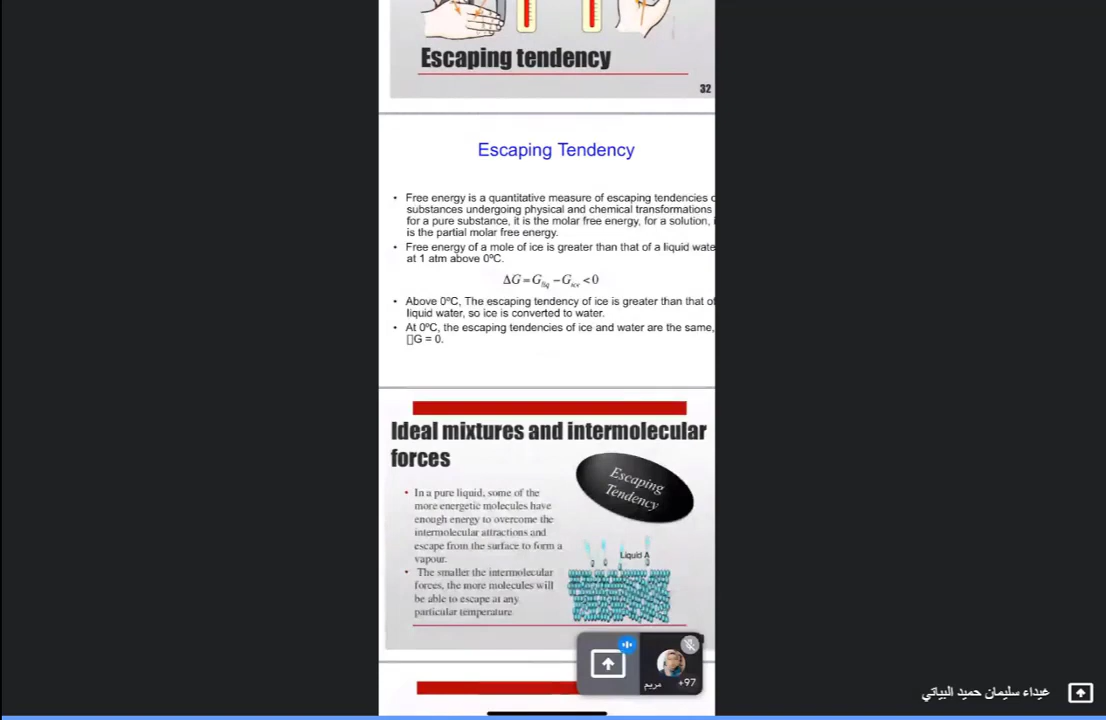 Escaping tendency
32
Escaping Tendency
• Free energy is a quantitative measure of escaping tendencies
substances undergoing physical and chemical transformations
for a pure substance, it is the molar free energy, for a solution,
is the partial molar free energy.
• Free energy of a mole of ice is greater than that of a liquid wate
at 1 atm above 0ºC.
ΔG = Gliq − Gice < 0
• Above 0ºC, The escaping tendency of ice is greater than that of
liquid water, so ice is converted to water.
• At 0ºC, the escaping tendencies of ice and water are the same,
▯G = 0.
Ideal mixtures and intermolecular
forces
Escaping
Tendency
• In a pure liquid, some of the
more energetic molecules have
enough energy to overcome the
intermolecular attractions and
escape from the surface to form a
vapour.
• The smaller the intermolecular
forces, the more molecules will
be able to escape at any
particular temperature
Liquid A
مريم
+97
غيداء سليمان حميد البياتي